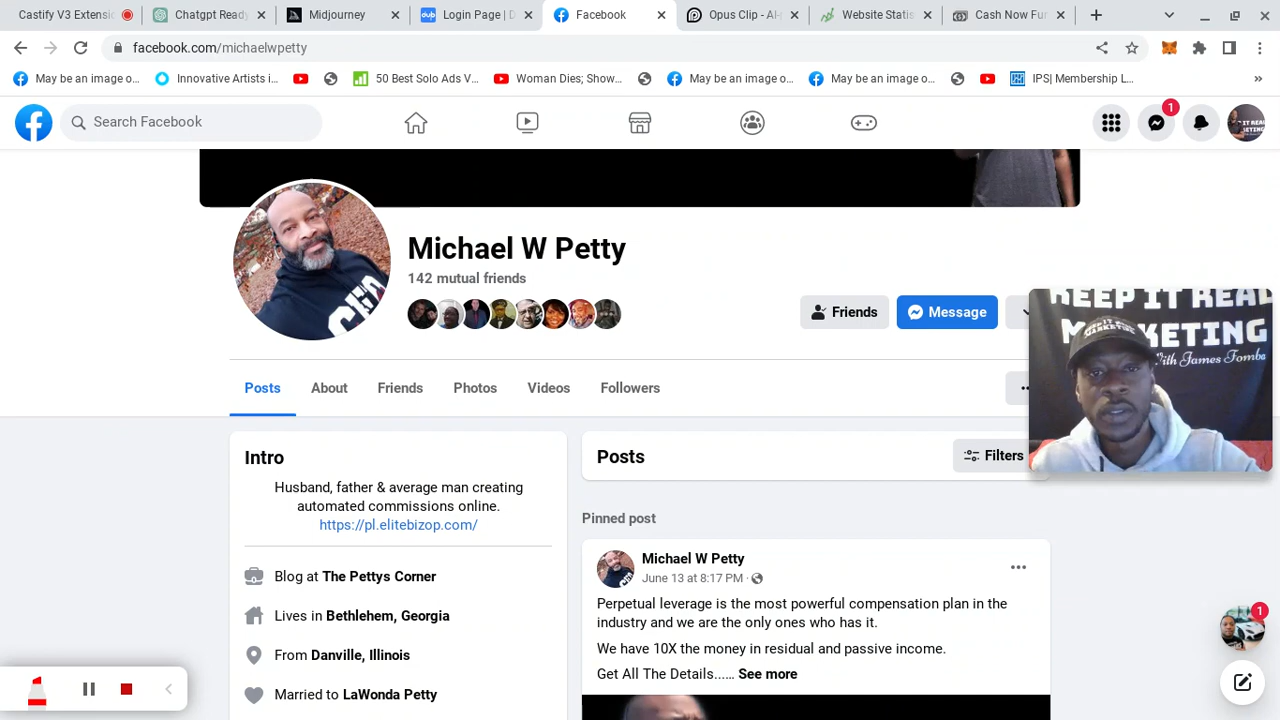 Castify V3 Extensi
Chatgpt Ready
Midjourney
Login Page | D
Facebook
Opus Clip - AI-
Website Statis
Cash Now Fun
facebook.com/michaelwpetty
May be an image o...
Innovative Artists i...
50 Best Solo Ads V...
Woman Dies; Show...
May be an image o...
May be an image o...
IPS| Membership L...
»
Search Facebook
1
Michael W Petty
142 mutual friends
Friends
Message
KEEP IT REAL
MARKETING
With James Tomba
Posts
About
Friends
Photos
Videos
Followers
Intro
Husband, father & average man creating
automated commissions online.
https://pl.elitebizop.com/
Blog at The Pettys Corner
Lives in Bethlehem, Georgia
From Danville, Illinois
Married to LaWonda Petty
Posts
Filters
Pinned post
Michael W Petty
June 13 at 8:17 PM ·
Perpetual leverage is the most powerful compensation plan in the
industry and we are the only ones who has it.
We have 10X the money in residual and passive income.
Get All The Details...... See more
1